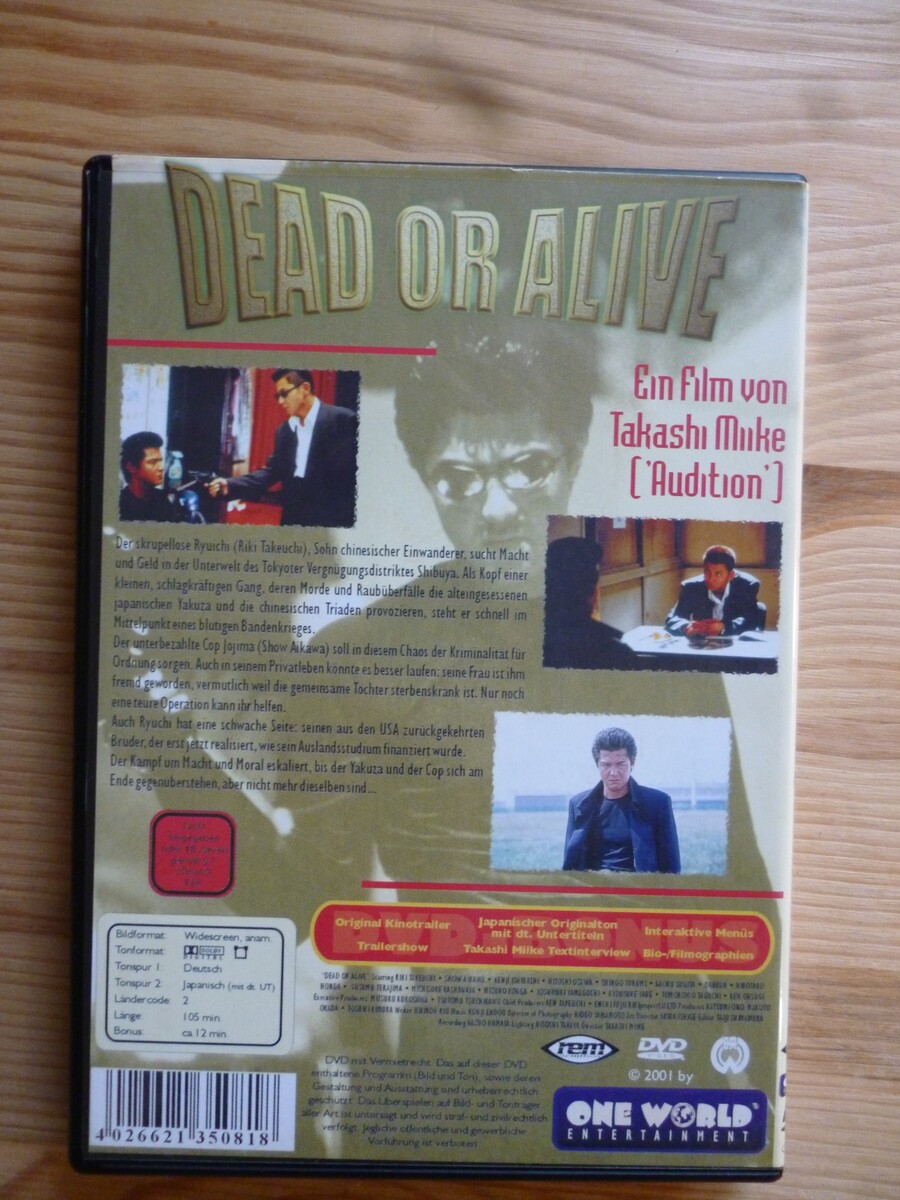 DEAD OR ALIVE
Ein Film von
Takashi Miike
('Audition')
Der skrupellose Ryuichi (Riki Takeuchi), Sohn chinesischer Einwanderer, sucht Macht
und Geld in der Unterwelt des Tokyoter Vergnügungsdistriktes Shibuya. Als Kopf einer
kleinen, schlagkräftigen Gang, deren Morde und Raubüberfälle die alteingesessenen
japanischen Yakuza und die chinesischen Triaden provozieren, steht er schnell im
Mittelpunkt eines blutigen Bandenkrieges.
Der unterbezahlte Cop Jojima (Show Aikawa) soll in diesem Chaos der Kriminalität für
Ordnung sorgen. Auch in seinem Privatleben könnte es besser laufen: seine Frau ist ihm
fremd geworden, vermutlich weil die gemeinsame Tochter sterbenskrank ist. Nur noch
eine teure Operation kann ihr helfen.
Auch Ryuchi hat eine schwache Seite: seinen aus den USA zurückgekehrten
Bruder, der erst jetzt realisiert, wie sein Auslandsstudium finanziert wurde.
Der Kampf um Macht und Moral eskaliert, bis der Yakuza und der Cop sich am
Ende gegenüberstehen, aber nicht mehr dieselben sind...
Original Kinotrailer
Japanischer Originalton
mit dt. Untertiteln
Interaktive Menüs
Trailershow
Takashi Miike Textinterview
Bio-/Filmographien
Bildformat: Widescreen, anam.
Tonformat: DOLBY DIGITAL
Tonspur 1: Deutsch
Tonspur 2: Japanisch (mit dt. UT)
Ländercode: 2
Länge: 105 min.
Bonus: ca. 12 min.
"DEAD OR ALIVE" Starring RIKI TAKEUCHI
Director TAKASHI MIIKE
DVD mit Vermietrecht. Das auf dieser DVD
enthaltene Programm (Bild und Ton), sowie deren
Gestaltung und Ausstattung sind urheberrechtlich
geschützt. Das Überspielen auf Bild- und Tonträger
aller Art ist untersagt und wird straf- und zivilrechtlich
verfolgt. Jegliche öffentliche und gewerbliche
Vorführung ist verboten.
rem
DVD
VIDEO
© 2001 by
ONE WORLD
ENTERTAINMENT
4 026621 350818